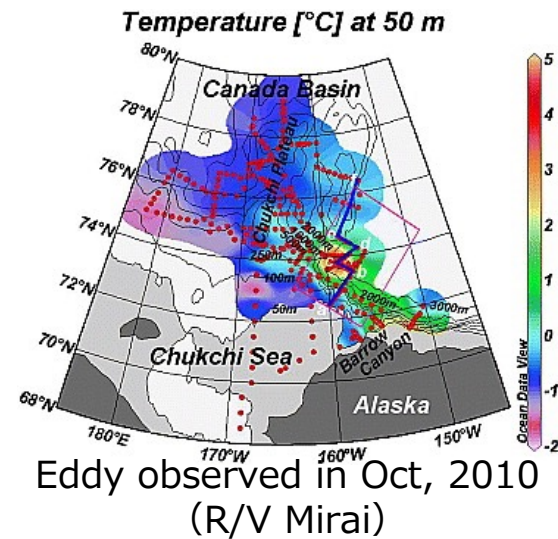 Temperature [°C] at 50 m
80°N
Canada Basin
78°N
76°N
74°N
72°N
70°N
68°N
Chukchi Plateau
250m
100m
50m
2000m
3000m
Chukchi Sea
Barrow
Canyon
Alaska
180°E
170°W
160°W
150°W
5
4
3
2
1
0
-1
-2
Ocean Data View
Eddy observed in Oct, 2010
(R/V Mirai)